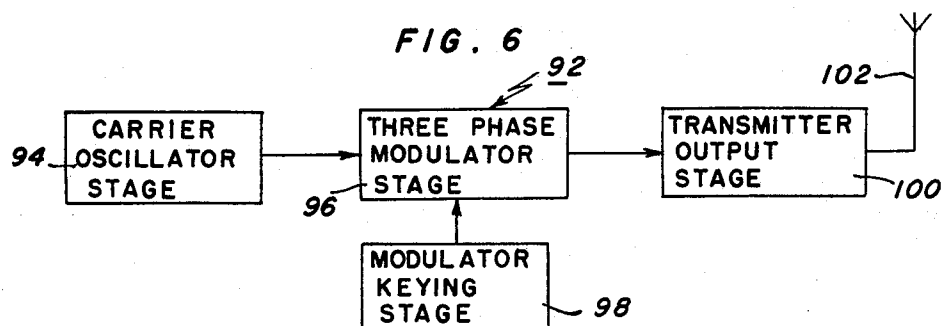 FIG. 6
92
102
94
CARRIER
OSCILLATOR
STAGE
THREE PHASE
MODULATOR
STAGE
96
TRANSMITTER
OUTPUT
STAGE
100
MODULATOR
KEYING
STAGE
98